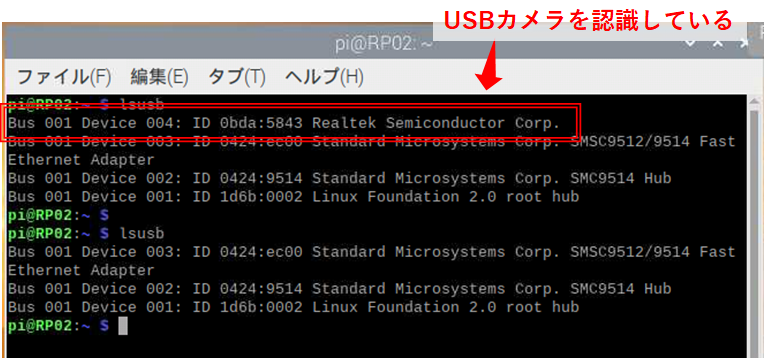 USBカメラを認識している
pi@RP02: ~
ファイル(F) 編集(E) タブ(T) ヘルプ(H)
pi@RP02:~ $ lsusb
Bus 001 Device 004: ID 0bda:5843 Realtek Semiconductor Corp.
Bus 001 Device 003: ID 0424:ec00 Standard Microsystems Corp. SMSC9512/9514 Fast
Ethernet Adapter
Bus 001 Device 002: ID 0424:9514 Standard Microsystems Corp. SMC9514 Hub
Bus 001 Device 001: ID 1d6b:0002 Linux Foundation 2.0 root hub
pi@RP02:~ $
pi@RP02:~ $ lsusb
Bus 001 Device 003: ID 0424:ec00 Standard Microsystems Corp. SMSC9512/9514 Fast
Ethernet Adapter
Bus 001 Device 002: ID 0424:9514 Standard Microsystems Corp. SMC9514 Hub
Bus 001 Device 001: ID 1d6b:0002 Linux Foundation 2.0 root hub
pi@RP02:~ $